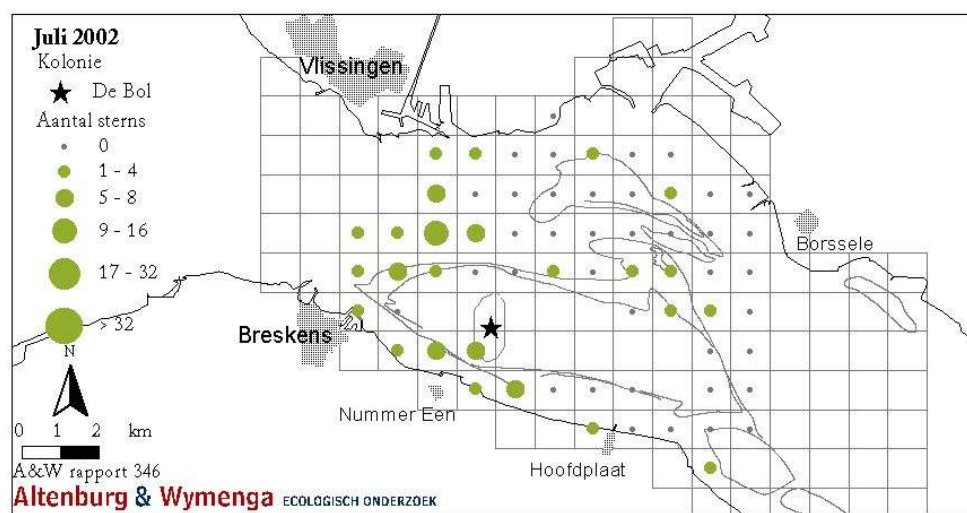 Juli 2002
Kolonie
De Bol
Aantal sterns
0
1 - 4
5 - 8
9 - 16
17 - 32
> 32
N
0 1 2 km
A&W rapport 346
Altenburg & Wymenga ECOLOGISCH ONDERZOEK
Vlissingen
Borssele
Breskens
Nummer Een
Hoofdplaat